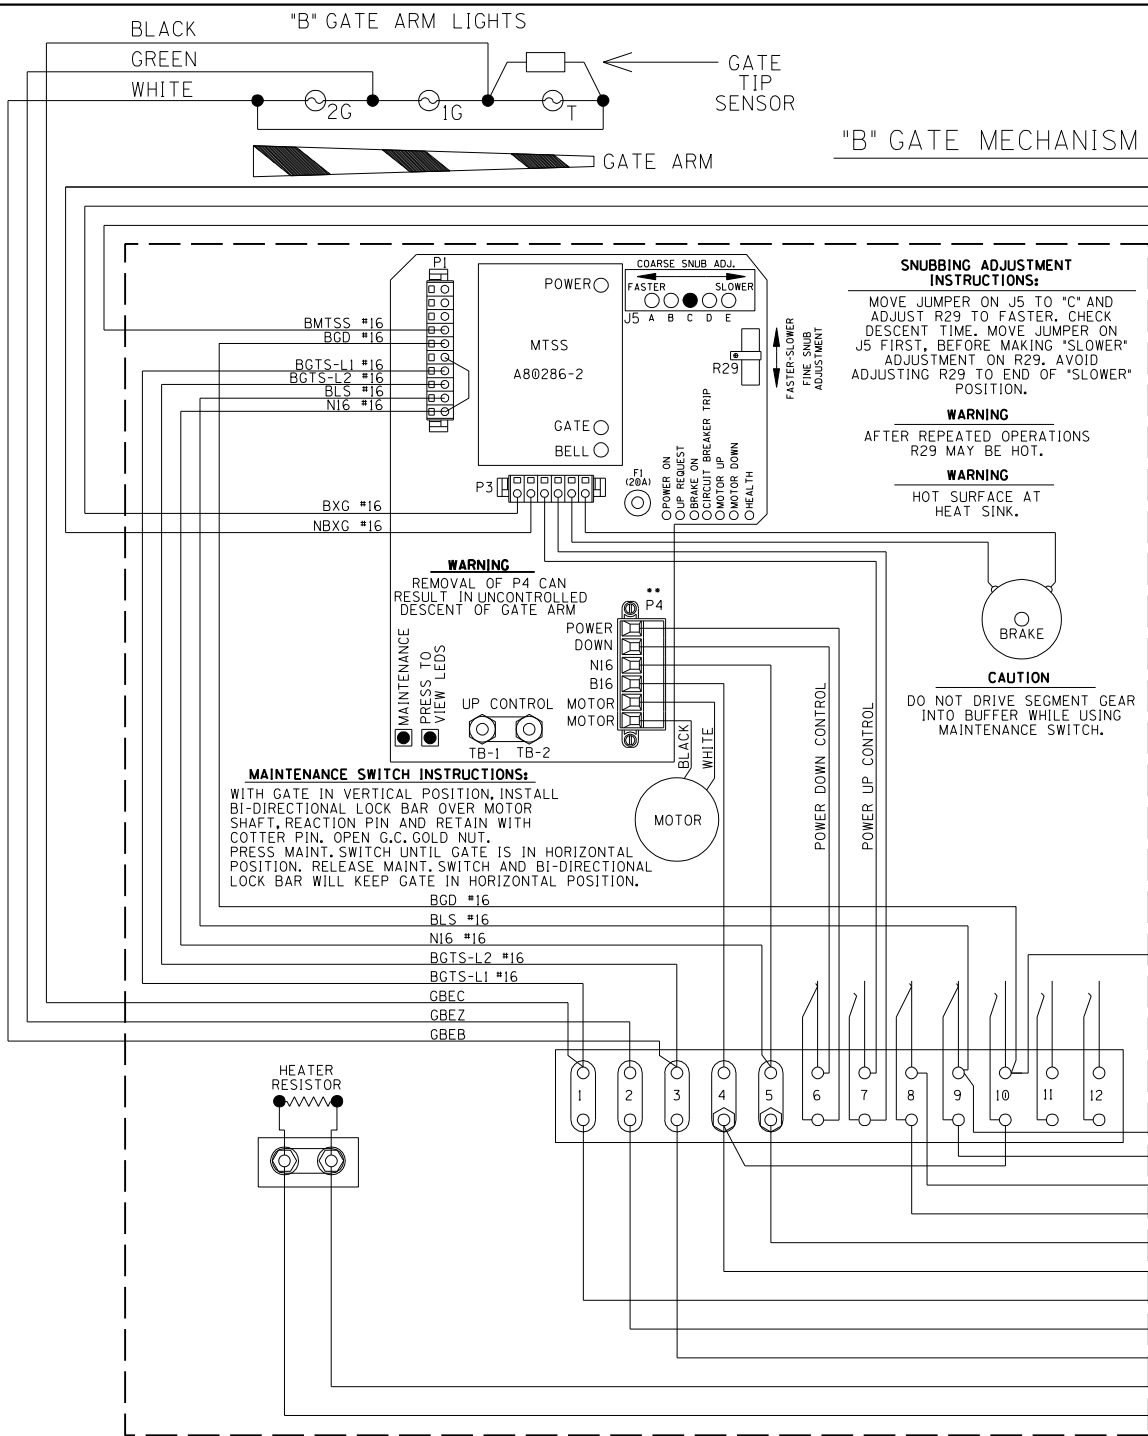 BLACK
"B" GATE ARM LIGHTS
GREEN
WHITE
2G
1G
T
GATE
TIP
SENSOR
"B" GATE MECHANISM
GATE ARM
P1
POWER
COARSE SNUB ADJ.
FASTER
SLOWER
J5 A B C D E
SNUBBING ADJUSTMENT
INSTRUCTIONS:
MOVE JUMPER ON J5 TO "C" AND
ADJUST R29 TO FASTER. CHECK
DESCENT TIME. MOVE JUMPER ON
J5 FIRST, BEFORE MAKING "SLOWER"
ADJUSTMENT ON R29. AVOID
ADJUSTING R29 TO END OF "SLOWER"
POSITION.
WARNING
AFTER REPEATED OPERATIONS
R29 MAY BE HOT.
WARNING
HOT SURFACE AT
HEAT SINK.
BMTSS #16
BGD #16
BGTS-L1 #16
BGTS-L2 #16
BLS #16
N16 #16
MTSS
A80286-2
R29
FASTER-SLOWER
FINE SNUB
ADJUSTMENT
GATE
BELL
P3
F1
(20A)
POWER ON
UP REQUEST
BRAKE ON
CIRCUIT BREAKER TRIP
MOTOR UP
MOTOR DOWN
HEALTH
BXG #16
NBXG #16
WARNING
REMOVAL OF P4 CAN
RESULT IN UNCONTROLLED
DESCENT OF GATE ARM
**
P4
POWER
DOWN
N16
B16
MOTOR
MOTOR
MAINTENANCE
PRESS TO
VIEW LEDS
UP CONTROL
TB-1 TB-2
BRAKE
CAUTION
DO NOT DRIVE SEGMENT GEAR
INTO BUFFER WHILE USING
MAINTENANCE SWITCH.
BLACK
WHITE
MOTOR
POWER DOWN CONTROL
POWER UP CONTROL
MAINTENANCE SWITCH INSTRUCTIONS:
WITH GATE IN VERTICAL POSITION, INSTALL
BI-DIRECTIONAL LOCK BAR OVER MOTOR
SHAFT, REACTION PIN AND RETAIN WITH
COTTER PIN. OPEN G.C. GOLD NUT.
PRESS MAINT. SWITCH UNTIL GATE IS IN HORIZONTAL
POSITION. RELEASE MAINT. SWITCH AND BI-DIRECTIONAL
LOCK BAR WILL KEEP GATE IN HORIZONTAL POSITION.
BGD #16
BLS #16
N16 #16
BGTS-L2 #16
BGTS-L1 #16
GBEC
GBEZ
GBEB
HEATER
RESISTOR
1 2 3 4 5 6 7 8 9 10 11 12